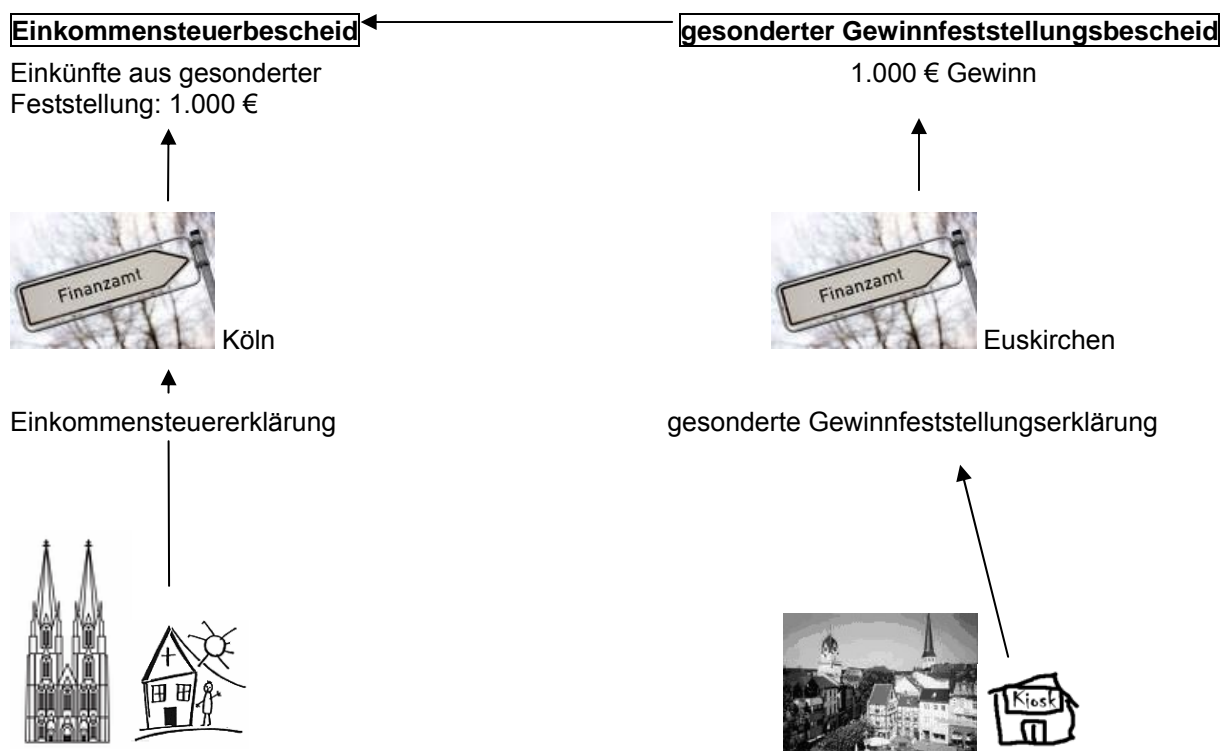 Einkommensteuerbescheid
gesonderter Gewinnfeststellungsbescheid
Einkünfte aus gesonderter
Feststellung: 1.000 €
1.000 € Gewinn
Finanzamt
Köln
Finanzamt
Euskirchen
Einkommensteuererklärung
gesonderte Gewinnfeststellungserklärung
Kiosk